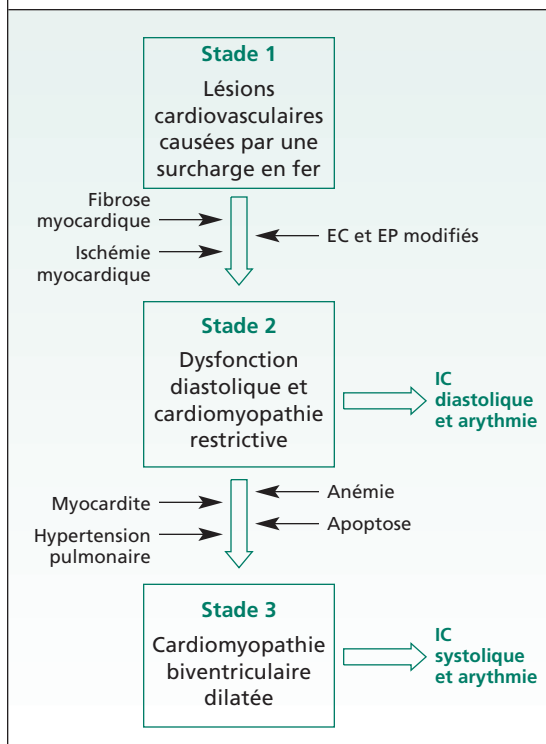 Stade 1
Lésions
cardiovasculaires
causées par une
surcharge en fer
Fibrose
myocardique
Ischémie
myocardique
EC et EP modifiés
Stade 2
Dysfonction
diastolique et
cardiomyopathie
restrictive
IC
diastolique
et arythmie
Myocardite
Hypertension
pulmonaire
Anémie
Apoptose
Stade 3
Cardiomyopathie
biventriculaire
dilatée
IC
systolique
et arythmie